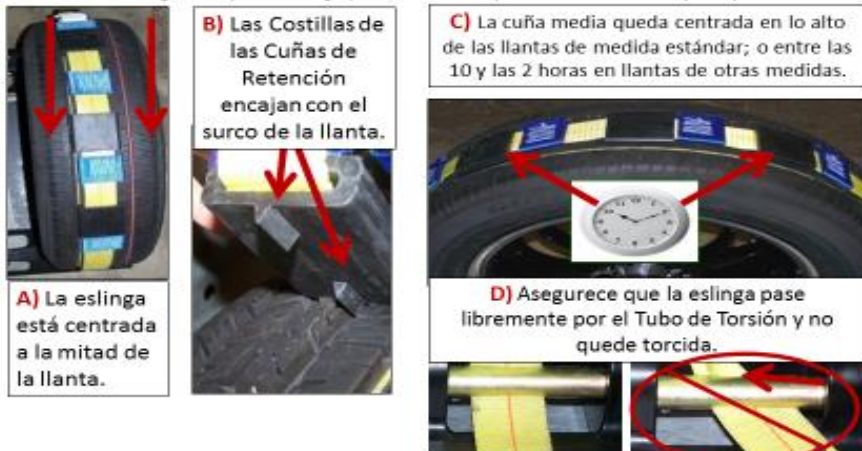 A) La eslinga
está centrada
a la mitad de
la llanta.
B) Las Costillas de
las Cuñas de
Retención
encajan con el
surco de la llanta.
C) La cuña media queda centrada en lo alto
de las llantas de medida estándar; o entre las
10 y las 2 horas en llantas de otras medidas.
D) Asegurece que la eslinga pase
libremente por el Tubo de Torsión y no
quede torcida.